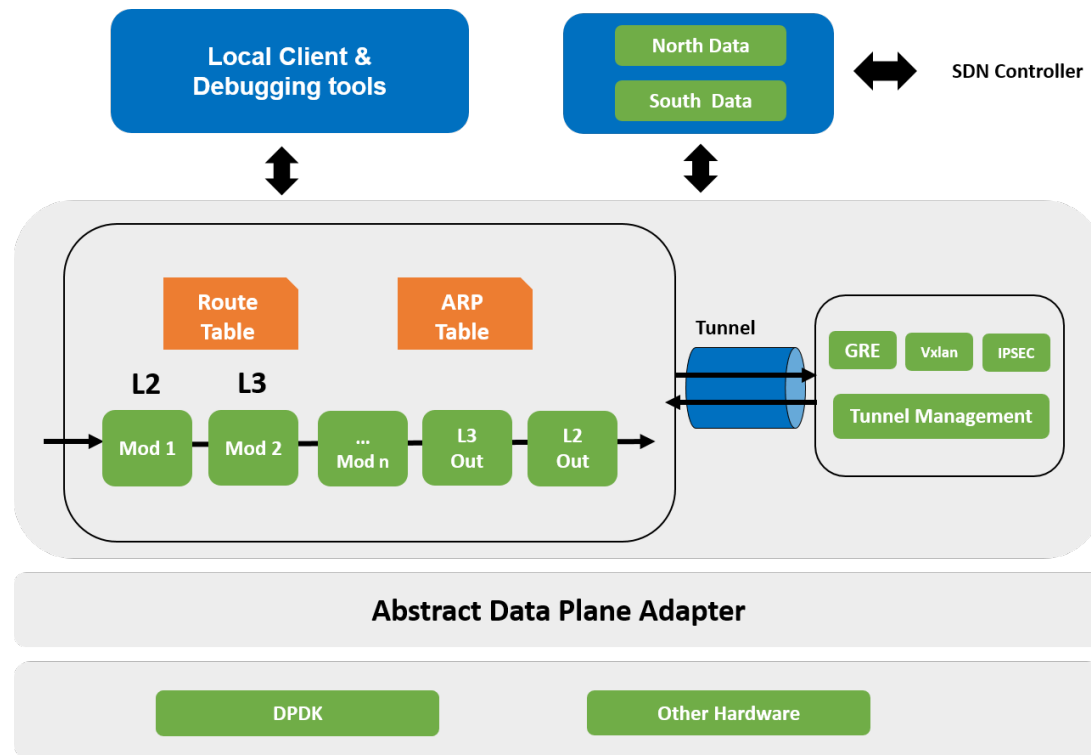 Local Client &
Debugging tools
North Data
South Data
SDN Controller
Route
Table
ARP
Table
Tunnel
L2
L3
GRE
Vxlan
IPSEC
Tunnel Management
Mod 1
Mod 2
...
Mod n
L3
Out
L2
Out
Abstract Data Plane Adapter
DPDK
Other Hardware